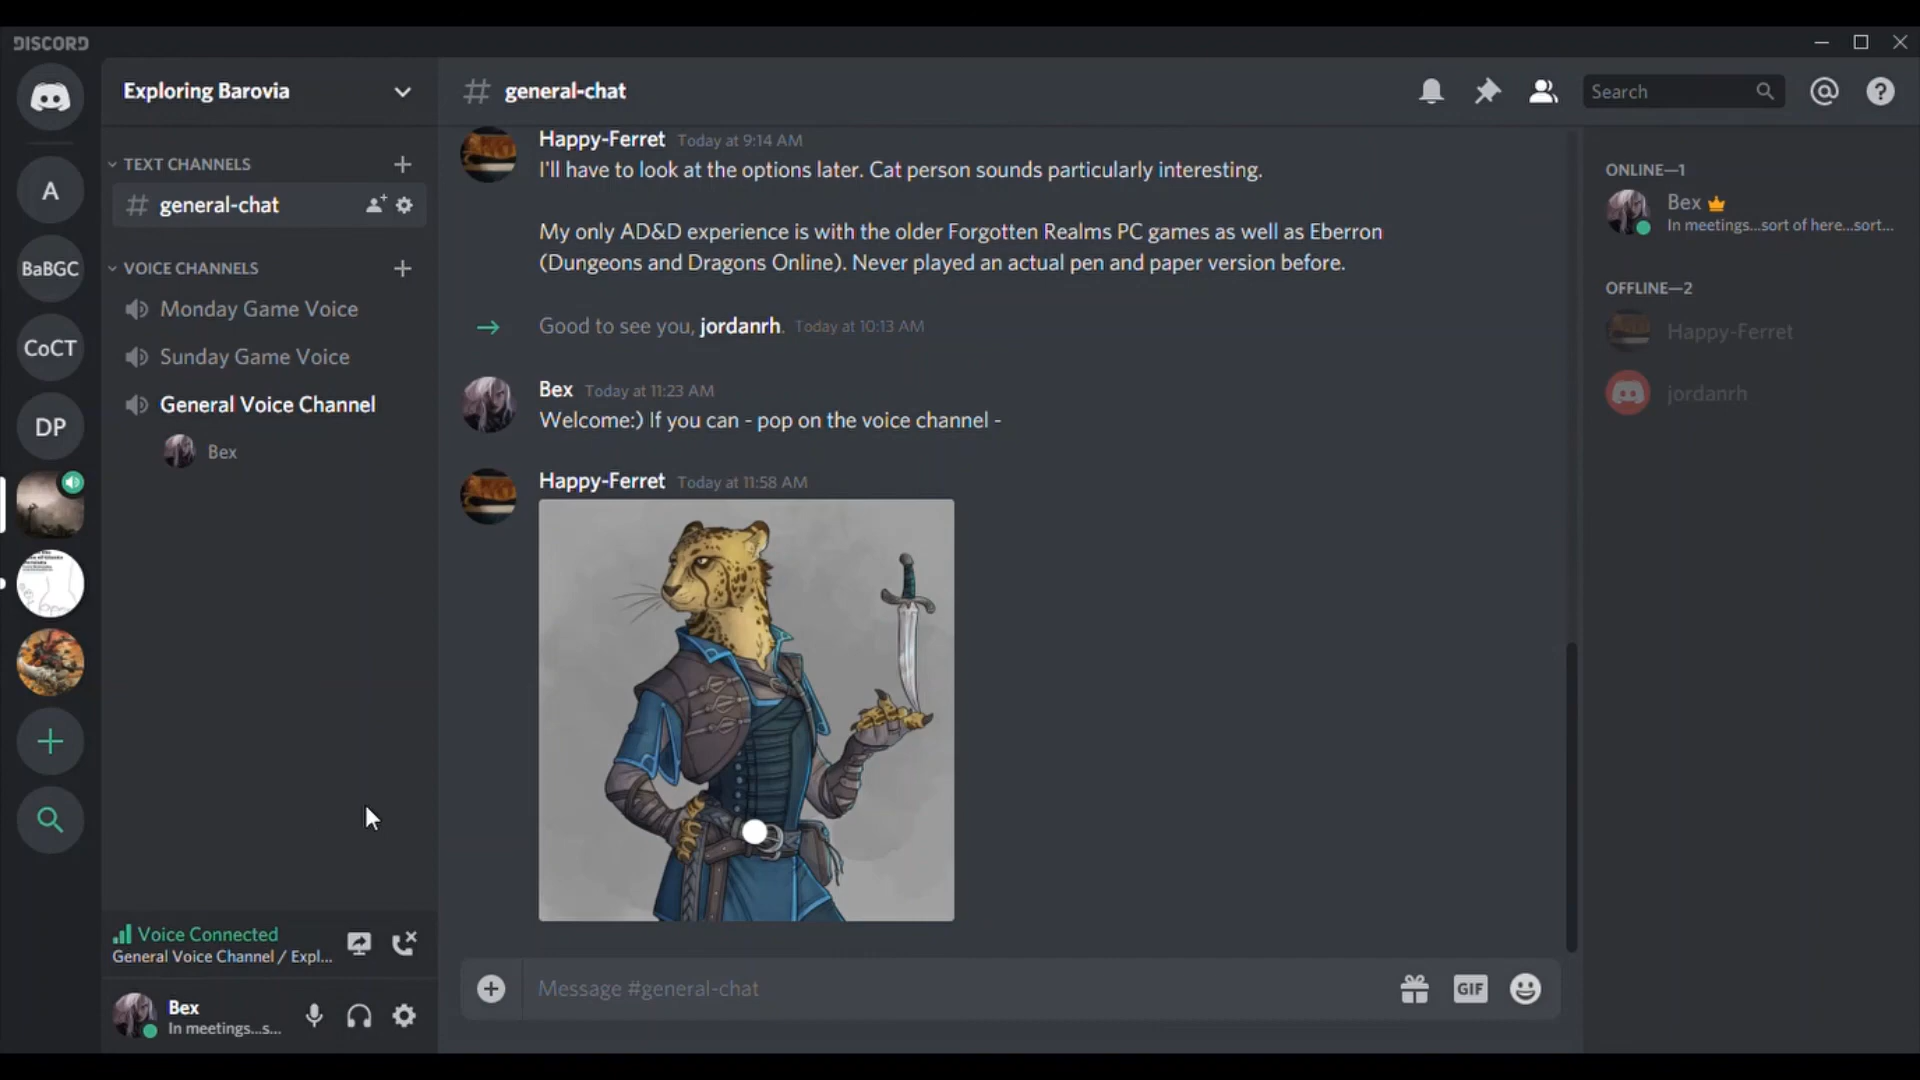 DISCORD
Exploring Barovia
general-chat
Search
A
BaBGC
CoCT
DP
TEXT CHANNELS
general-chat
VOICE CHANNELS
Monday Game Voice
Sunday Game Voice
General Voice Channel
Bex
Voice Connected
General Voice Channel / Expl...
Bex
In meetings...s...
Happy-Ferret Today at 9:14 AM
I'll have to look at the options later. Cat person sounds particularly interesting.
My only AD&D experience is with the older Forgotten Realms PC games as well as Eberron
(Dungeons and Dragons Online). Never played an actual pen and paper version before.
Good to see you, jordanrh. Today at 10:13 AM
Bex Today at 11:23 AM
Welcome:) If you can - pop on the voice channel -
Happy-Ferret Today at 11:58 AM
Message #general-chat
GIF
ONLINE—1
Bex
In meetings...sort of here...sort...
OFFLINE—2
Happy-Ferret
jordanrh